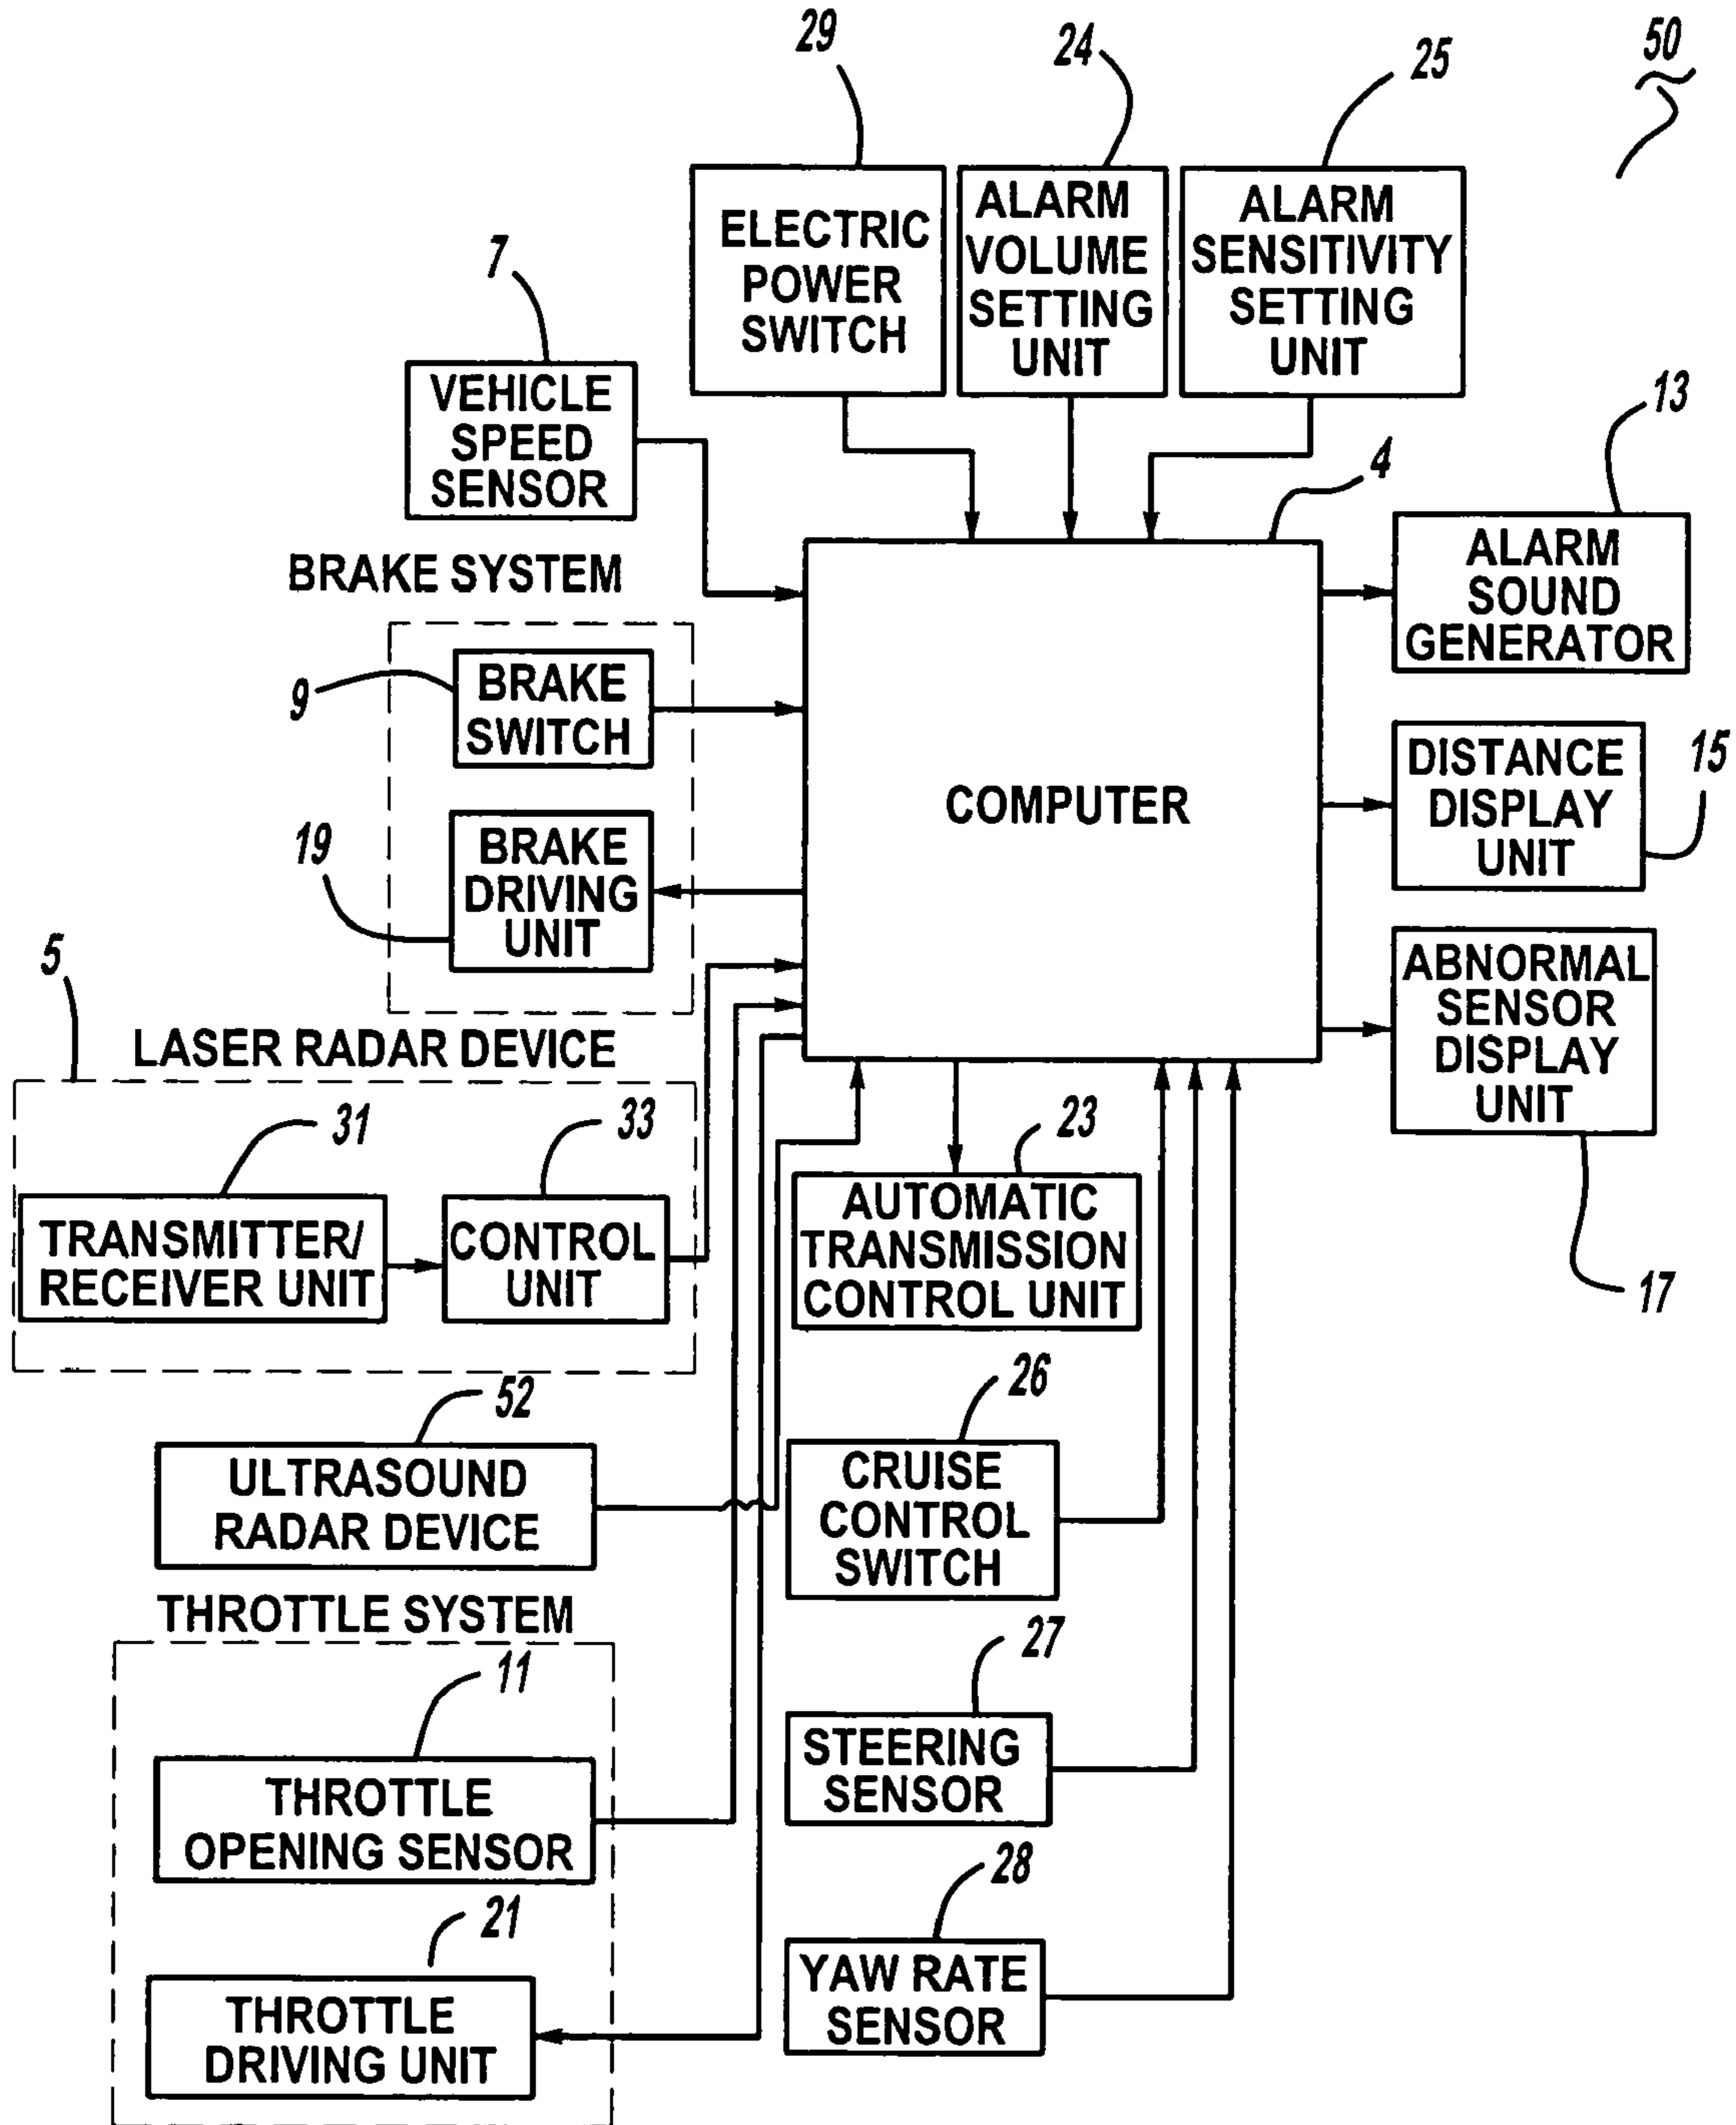 29
24
25
50
ELECTRIC
POWER
SWITCH
ALARM
VOLUME
SETTING
UNIT
ALARM
SENSITIVITY
SETTING
UNIT
7
VEHICLE
SPEED
SENSOR
4
13
ALARM
SOUND
GENERATOR
BRAKE SYSTEM
9
BRAKE
SWITCH
COMPUTER
DISTANCE
DISPLAY
UNIT
15
19
BRAKE
DRIVING
UNIT
ABNORMAL
SENSOR
DISPLAY
UNIT
17
5
LASER RADAR DEVICE
31
33
TRANSMITTER/
RECEIVER UNIT
CONTROL
UNIT
23
AUTOMATIC
TRANSMISSION
CONTROL UNIT
52
ULTRASOUND
RADAR DEVICE
26
CRUISE
CONTROL
SWITCH
THROTTLE SYSTEM
11
THROTTLE
OPENING SENSOR
27
STEERING
SENSOR
21
THROTTLE
DRIVING UNIT
28
YAW RATE
SENSOR